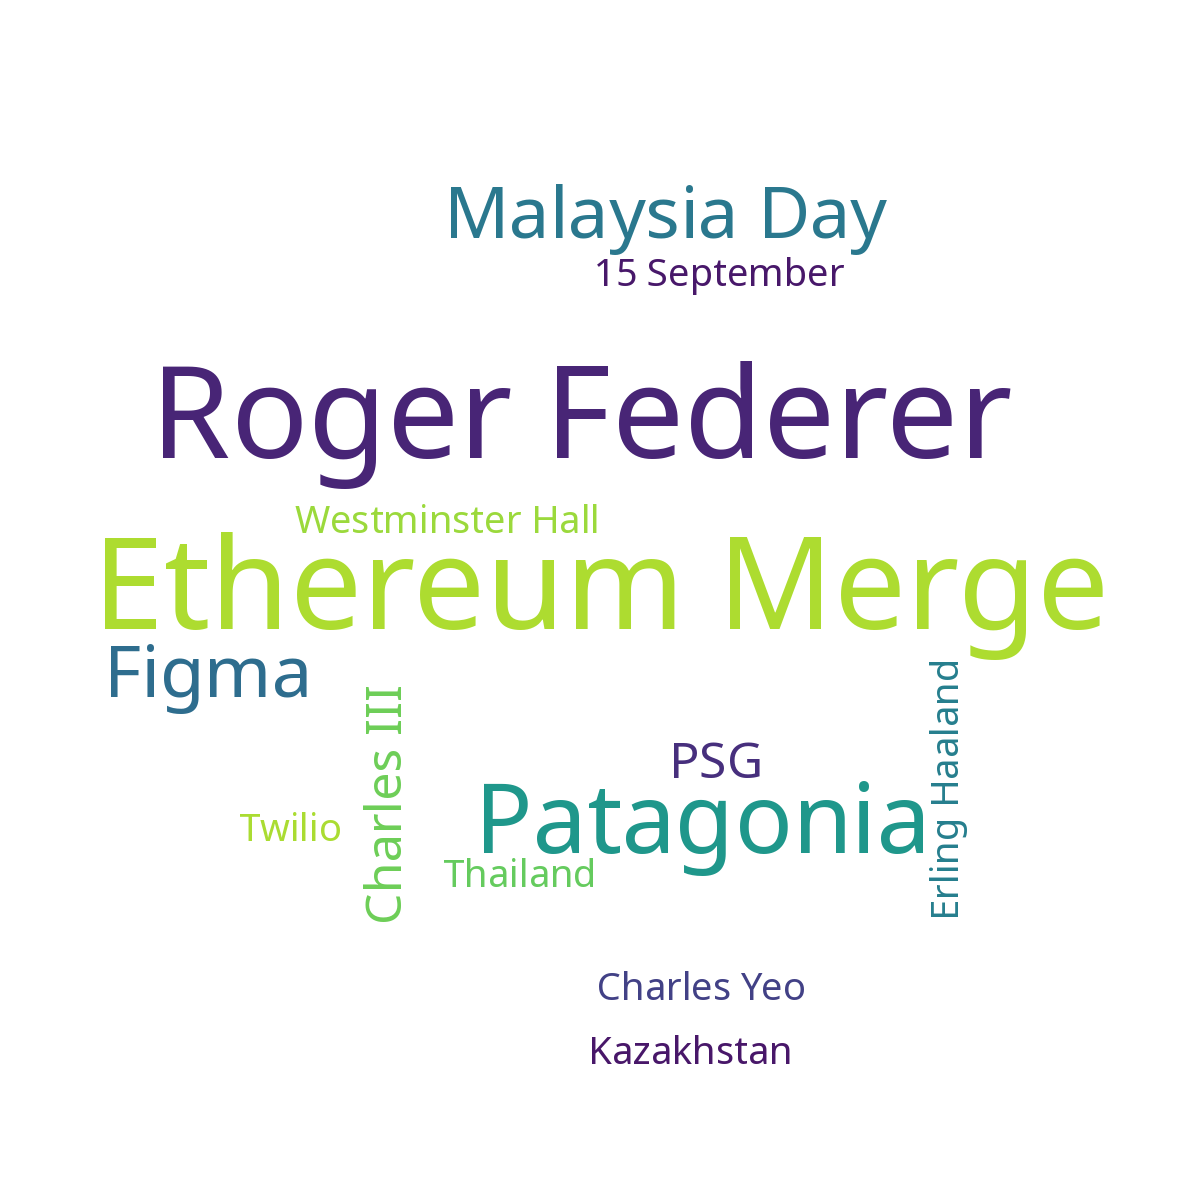 Malaysia Day
15 September
Roger Federer
Westminster Hall
Ethereum Merge
Figma
Charles III
Erling Haaland
PSG
Patagonia
Twilio
Thailand
Charles Yeo
Kazakhstan